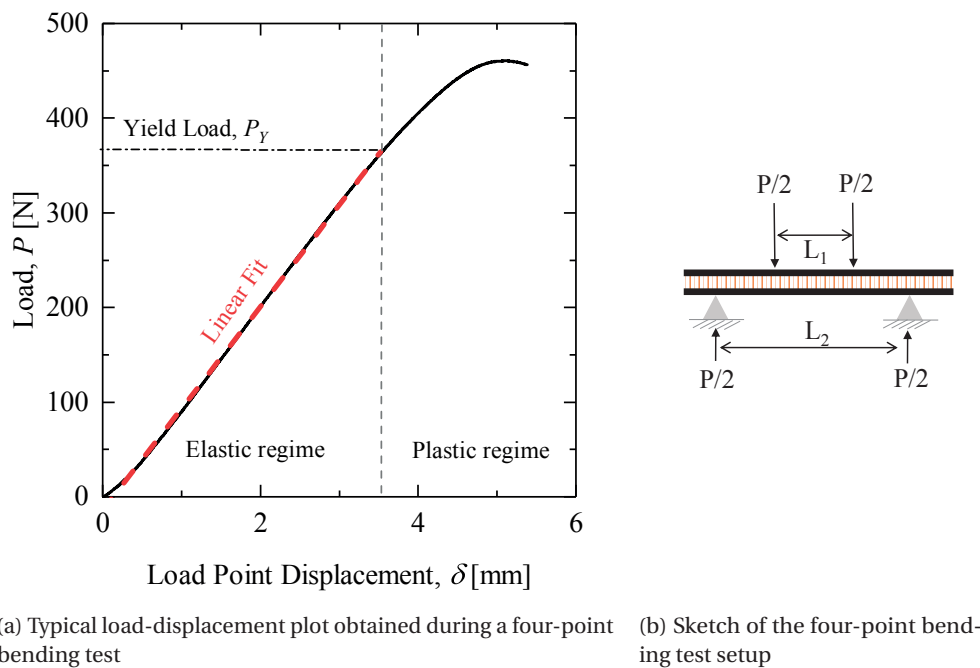 500
400
300
200
100
0
0
2
4
6
Load, P [N]
Load Point Displacement, δ [mm]
Yield Load, P_Y
Linear Fit
Elastic regime
Plastic regime
P/2
P/2
L₁
L₂
P/2
P/2
(a) Typical load-displacement plot obtained during a four-point
bending test
(b) Sketch of the four-point bend-
ing test setup